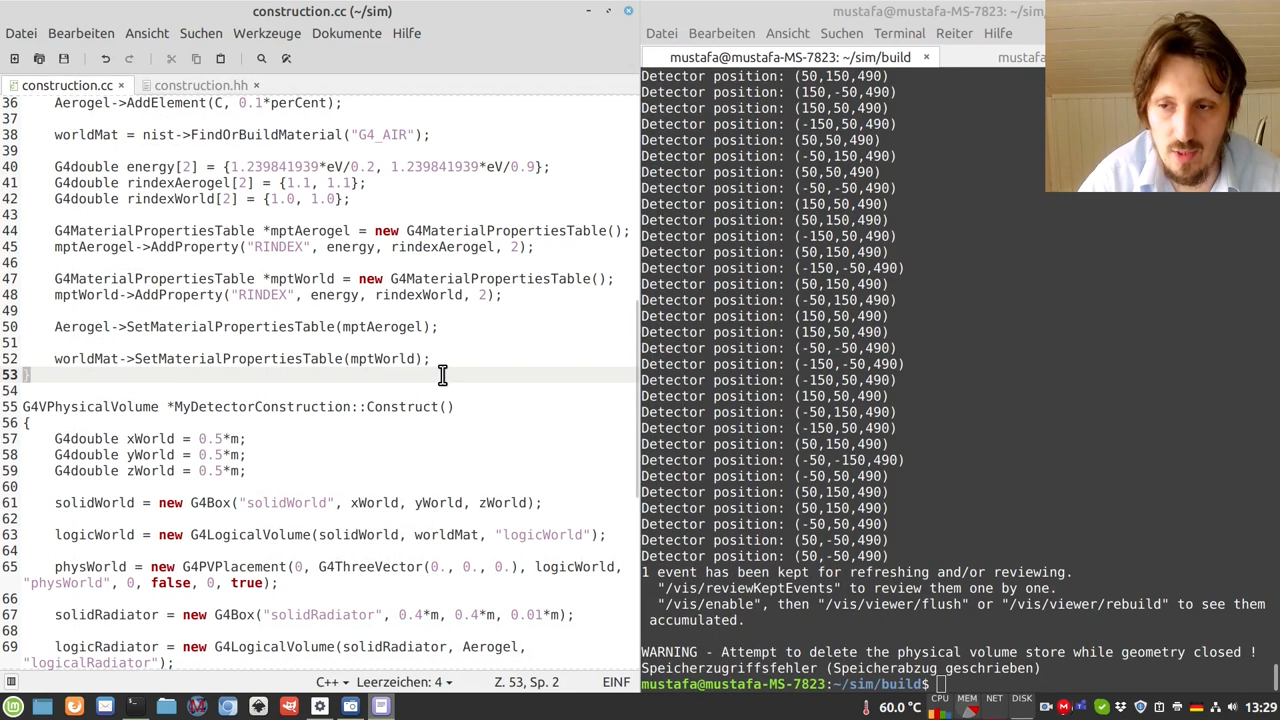 construction.cc (~/sim)
Datei Bearbeiten Ansicht Suchen Werkzeuge Dokumente Hilfe
construction.cc × construction.hh ×
36 Aerogel->AddElement(C, 0.1*perCent);
37
38 worldMat = nist->FindOrBuildMaterial("G4_AIR");
39
40 G4double energy[2] = {1.239841939*eV/0.2, 1.239841939*eV/0.9};
41 G4double rindexAerogel[2] = {1.1, 1.1};
42 G4double rindexWorld[2] = {1.0, 1.0};
43
44 G4MaterialPropertiesTable *mptAerogel = new G4MaterialPropertiesTable();
45 mptAerogel->AddProperty("RINDEX", energy, rindexAerogel, 2);
46
47 G4MaterialPropertiesTable *mptWorld = new G4MaterialPropertiesTable();
48 mptWorld->AddProperty("RINDEX", energy, rindexWorld, 2);
49
50 Aerogel->SetMaterialPropertiesTable(mptAerogel);
51
52 worldMat->SetMaterialPropertiesTable(mptWorld);
53 }
54
55 G4VPhysicalVolume *MyDetectorConstruction::Construct()
56 {
57 G4double xWorld = 0.5*m;
58 G4double yWorld = 0.5*m;
59 G4double zWorld = 0.5*m;
60
61 solidWorld = new G4Box("solidWorld", xWorld, yWorld, zWorld);
62
63 logicWorld = new G4LogicalVolume(solidWorld, worldMat, "logicWorld");
64
65 physWorld = new G4PVPlacement(0, G4ThreeVector(0., 0., 0.), logicWorld,
"physWorld", 0, false, 0, true);
66
67 solidRadiator = new G4Box("solidRadiator", 0.4*m, 0.4*m, 0.01*m);
68
69 logicRadiator = new G4LogicalVolume(solidRadiator, Aerogel,
"logicalRadiator");
C++ Leerzeichen: 4 Z. 53, Sp. 2 EINF
mustafa@mustafa-MS-7823: ~/sim/
Datei Bearbeiten Ansicht Suchen Terminal Reiter Hilfe
mustafa@mustafa-MS-7823: ~/sim/build × mustaf
Detector position: (50,150,490)
Detector position: (150,-50,490)
Detector position: (150,50,490)
Detector position: (-150,50,490)
Detector position: (50,50,490)
Detector position: (-50,150,490)
Detector position: (50,50,490)
Detector position: (-50,-50,490)
Detector position: (150,50,490)
Detector position: (50,150,490)
Detector position: (-150,50,490)
Detector position: (50,150,490)
Detector position: (-150,-50,490)
Detector position: (50,150,490)
Detector position: (-50,150,490)
Detector position: (150,50,490)
Detector position: (150,50,490)
Detector position: (-50,-50,490)
Detector position: (-150,-50,490)
Detector position: (-150,50,490)
Detector position: (150,50,490)
Detector position: (-50,150,490)
Detector position: (-150,50,490)
Detector position: (50,150,490)
Detector position: (-50,-150,490)
Detector position: (-50,50,490)
Detector position: (50,150,490)
Detector position: (50,150,490)
Detector position: (-50,50,490)
Detector position: (50,-50,490)
Detector position: (50,-50,490)
1 event has been kept for refreshing and/or reviewing.
"/vis/reviewKeptEvents" to review them one by one.
"/vis/enable", then "/vis/viewer/flush" or "/vis/viewer/rebuild" to see them
accumulated.
WARNING - Attempt to delete the physical volume store while geometry closed !
Speicherzugriffsfehler (Speicherabzug geschrieben)
mustafa@mustafa-MS-7823:~/sim/build$
60.0 °C CPU MEM NET DISK 13:29